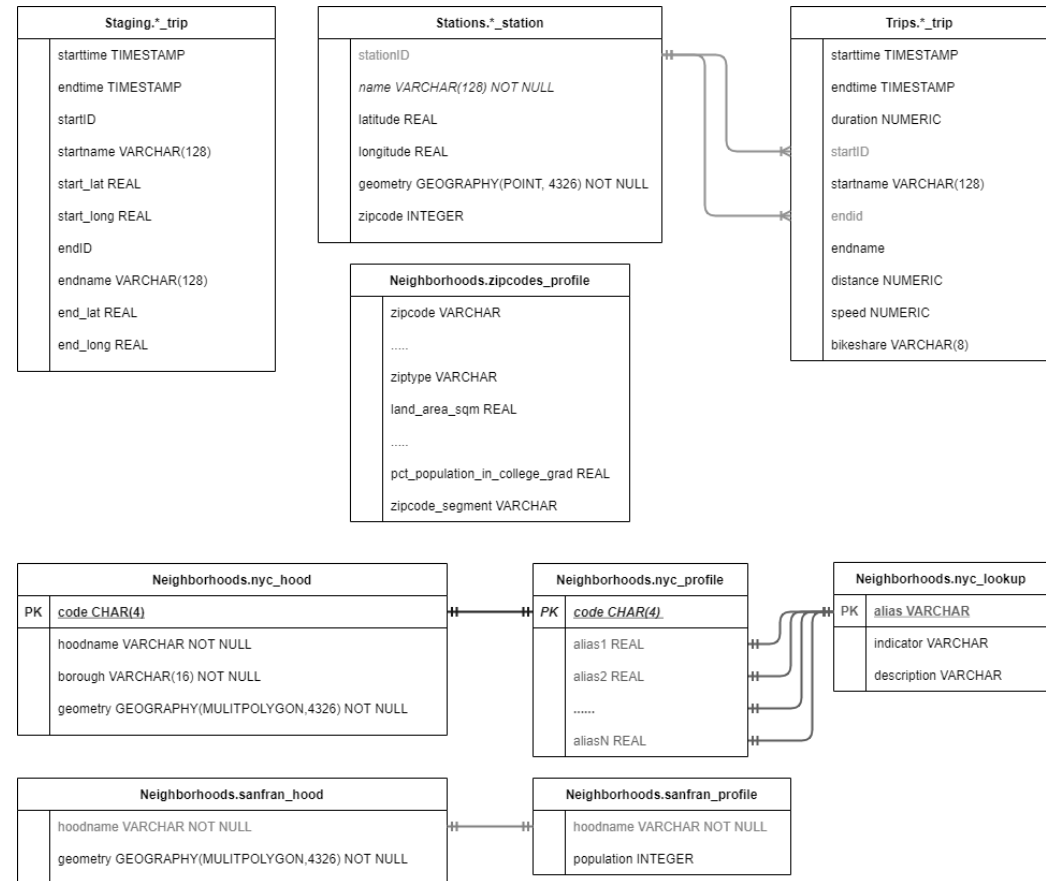 Staging.*_trip
starttime TIMESTAMP
endtime TIMESTAMP
startID
startname VARCHAR(128)
start_lat REAL
start_long REAL
endID
endname VARCHAR(128)
end_lat REAL
end_long REAL
Stations.*_station
stationID
name VARCHAR(128) NOT NULL
latitude REAL
longitude REAL
geometry GEOGRAPHY(POINT, 4326) NOT NULL
zipcode INTEGER
Trips.*_trip
starttime TIMESTAMP
endtime TIMESTAMP
duration NUMERIC
startID
startname VARCHAR(128)
endid
endname
distance NUMERIC
speed NUMERIC
bikeshare VARCHAR(8)
Neighborhoods.zipcodes_profile
zipcode VARCHAR
.....
ziptype VARCHAR
land_area_sqm REAL
.....
pct_population_in_college_grad REAL
zipcode_segment VARCHAR
Neighborhoods.nyc_hood
PK code CHAR(4)
hoodname VARCHAR NOT NULL
borough VARCHAR(16) NOT NULL
geometry GEOGRAPHY(MULITPOLYGON,4326) NOT NULL
Neighborhoods.nyc_profile
PK code CHAR(4)
alias1 REAL
alias2 REAL
......
aliasN REAL
Neighborhoods.nyc_lookup
PK alias VARCHAR
indicator VARCHAR
description VARCHAR
Neighborhoods.sanfran_hood
hoodname VARCHAR NOT NULL
geometry GEOGRAPHY(MULITPOLYGON,4326) NOT NULL
Neighborhoods.sanfran_profile
hoodname VARCHAR NOT NULL
population INTEGER